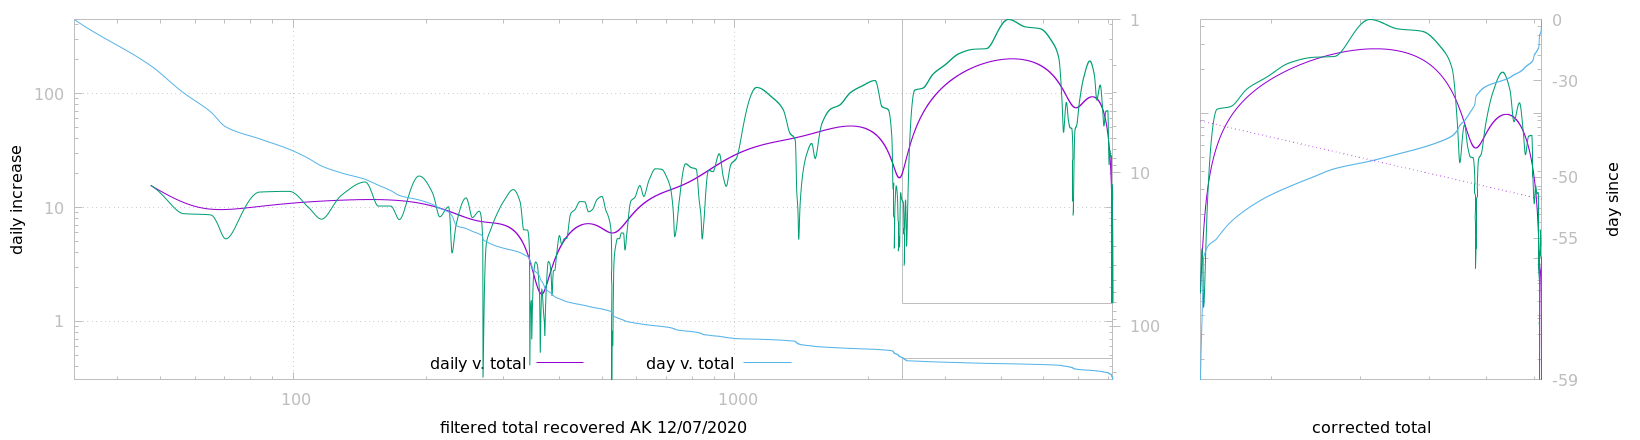 daily increase
100
10
1
100
1000
daily v. total
day v. total
filtered total recovered AK 12/07/2020
1
10
100
0
-30
-50
-55
-59
day since
corrected total